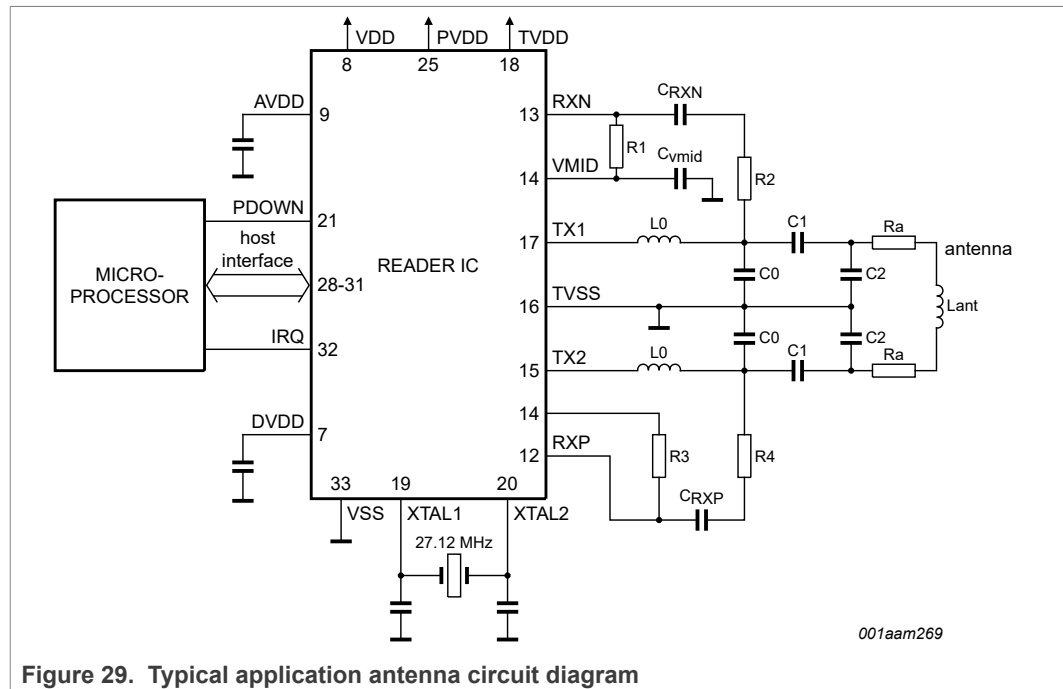 VDD PVDD TVDD
8 25 18
AVDD 9 13 RXN CRXN
R1
14 VMID Cvmid R2
PDOWN 21
MICRO-
PROCESSOR
host
interface
28-31
READER IC
17 TX1 L0 C1 Ra antenna
C0 C2
16 TVSS Lant
IRQ 32
C0 C2
15 TX2 L0 C1 Ra
14
DVDD 7
12 RXP R3 R4
33 19 20 CRXP
VSS XTAL1 XTAL2
27.12 MHz
001aam269
Figure 29. Typical application antenna circuit diagram